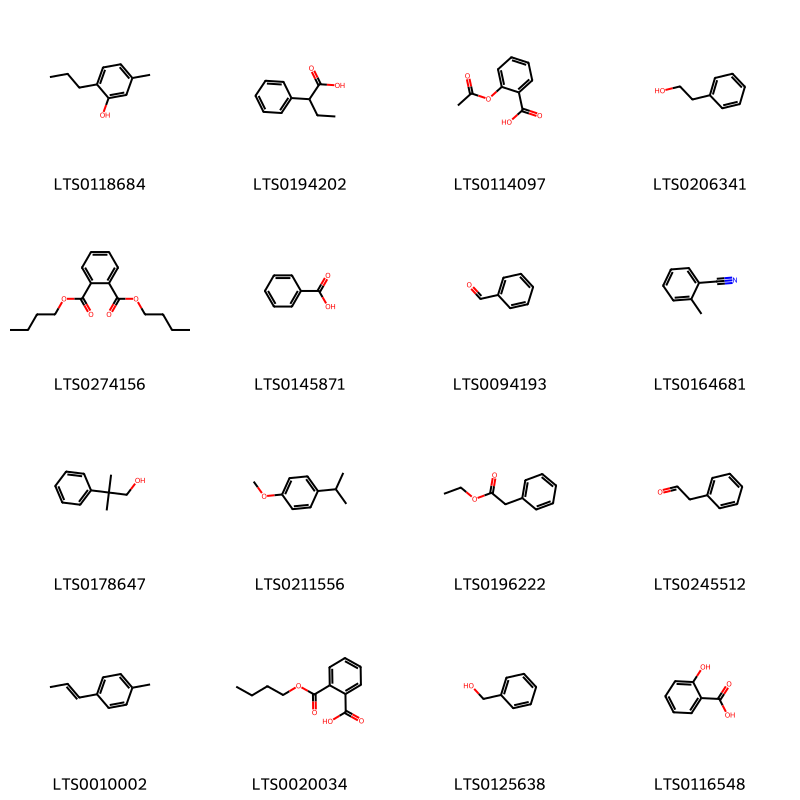 OH
O
OH
O
O
HO
O
HO
LTS0118684
LTS0194202
LTS0114097
LTS0206341
O
O
O
O
O
OH
O
N
LTS0274156
LTS0145871
LTS0094193
LTS0164681
OH
O
O
O
O
LTS0178647
LTS0211556
LTS0196222
LTS0245512
O
O
HO
O
HO
OH
O
OH
LTS0010002
LTS0020034
LTS0125638
LTS0116548